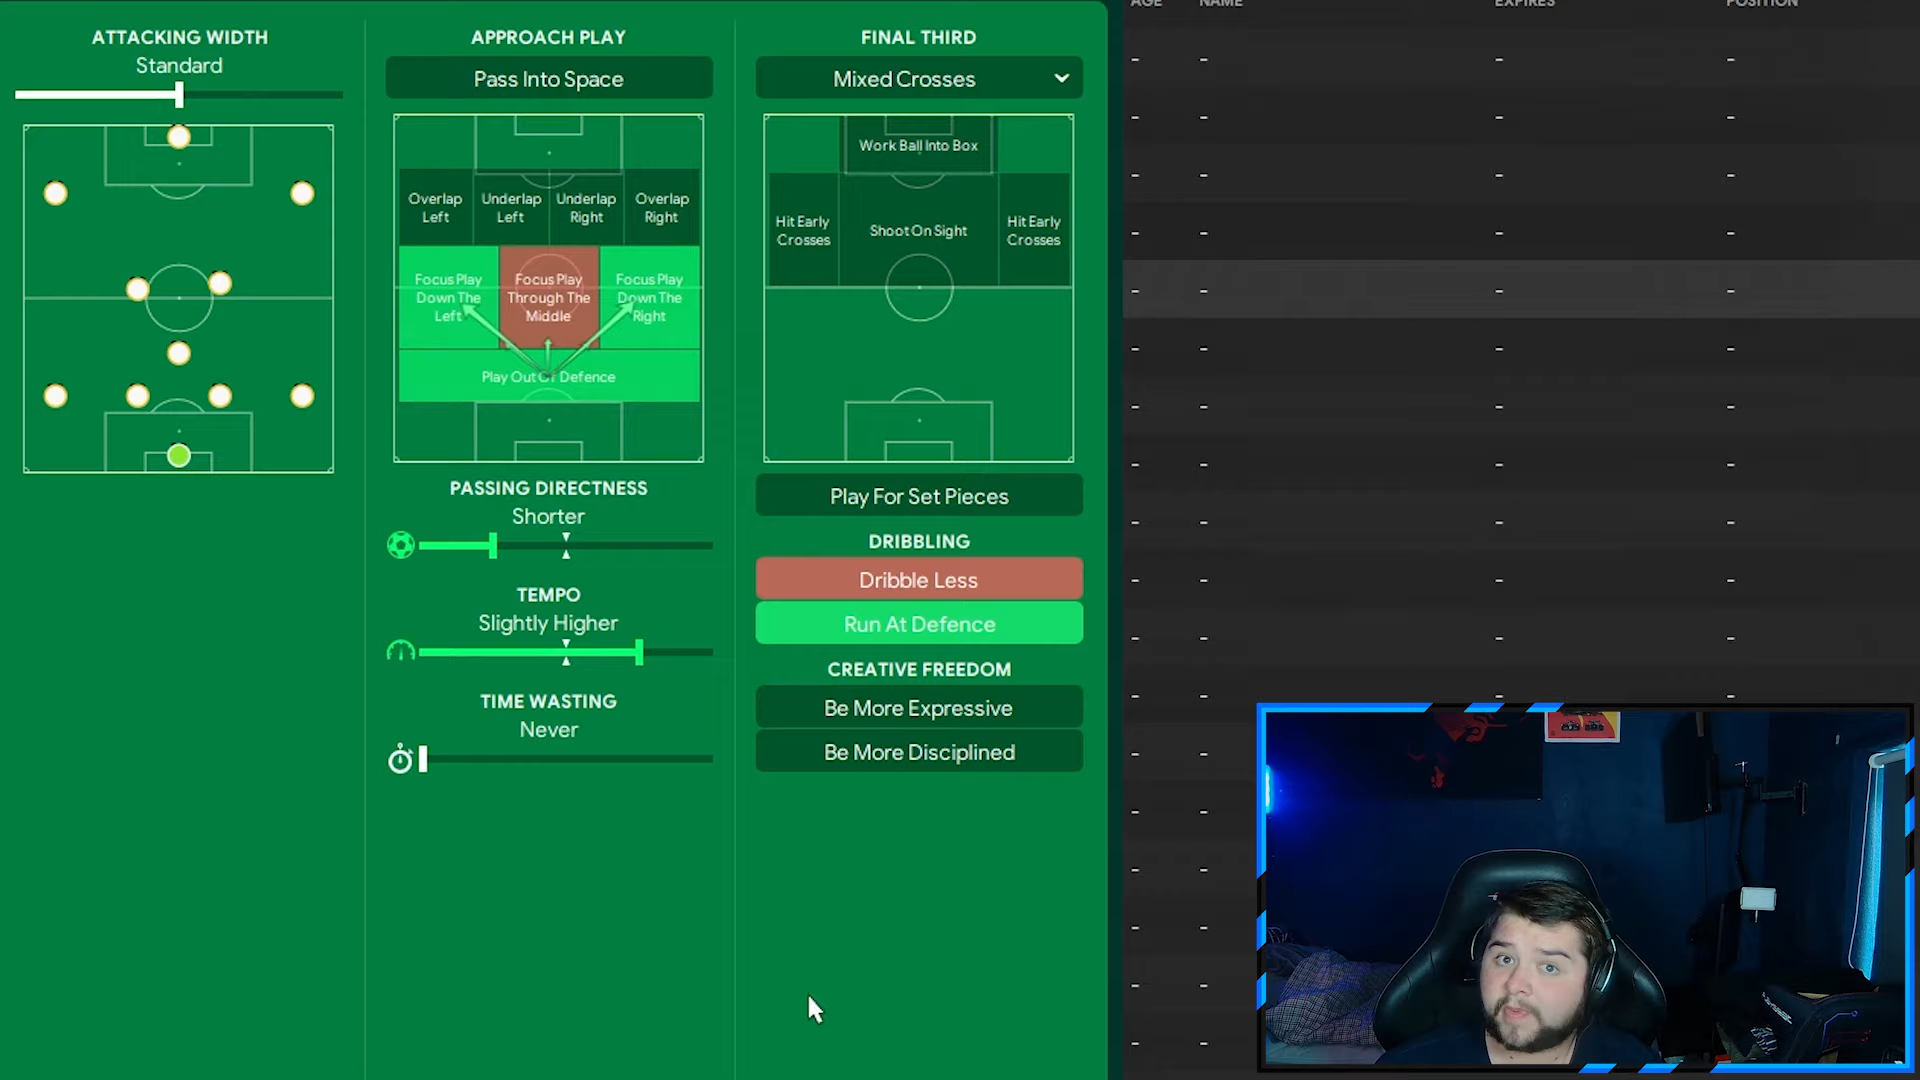 ATTACKING WIDTH
Standard
APPROACH PLAY
Pass Into Space
Overlap Left
Underlap Left
Underlap Right
Overlap Right
Focus Play Down The Left
Focus Play Through The Middle
Focus Play Down The Right
Play Out Of Defence
PASSING DIRECTNESS
Shorter
TEMPO
Slightly Higher
TIME WASTING
Never
FINAL THIRD
Mixed Crosses
Work Ball Into Box
Hit Early Crosses
Shoot On Sight
Hit Early Crosses
Play For Set Pieces
DRIBBLING
Dribble Less
Run At Defence
CREATIVE FREEDOM
Be More Expressive
Be More Disciplined
AGE NAME EXPIRES POSITION